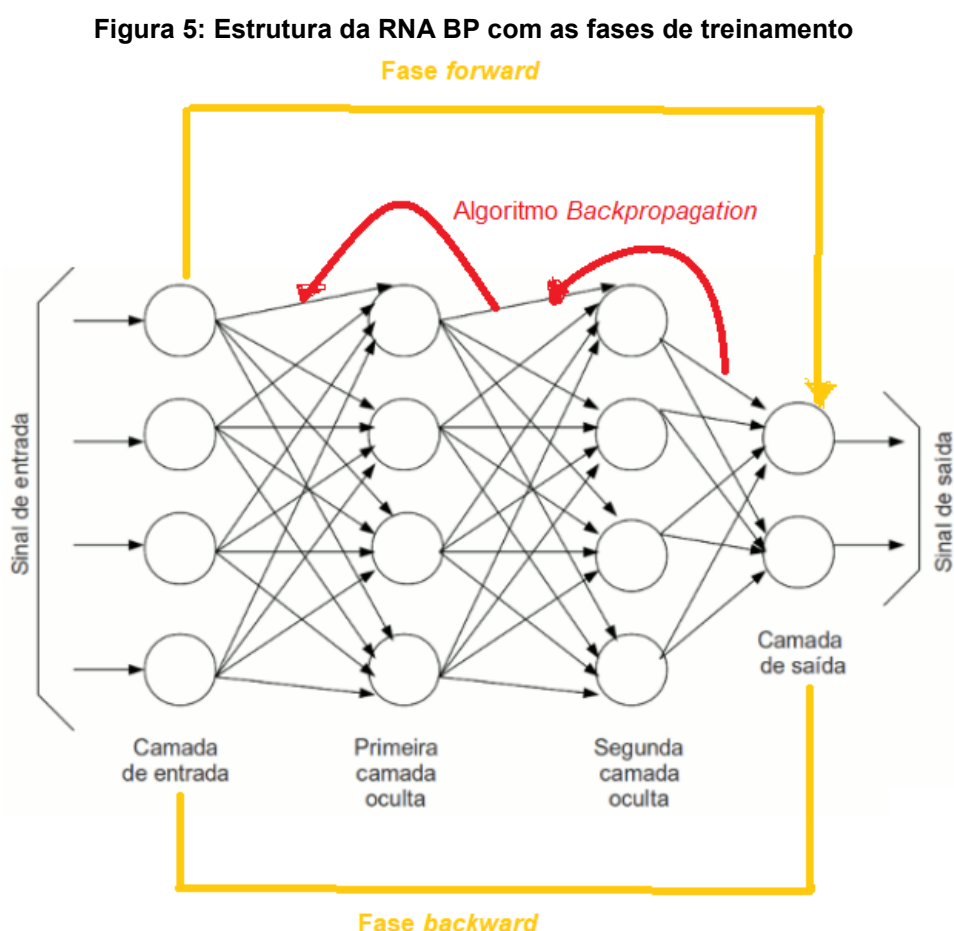 Figura 5: Estrutura da RNA BP com as fases de treinamento
Fase forward
Algoritmo Backpropagation
Sinal de entrada
Sinal de saída
Camada
de saída
Camada
de entrada
Primeira
camada
oculta
Segunda
camada
oculta
Fase backward